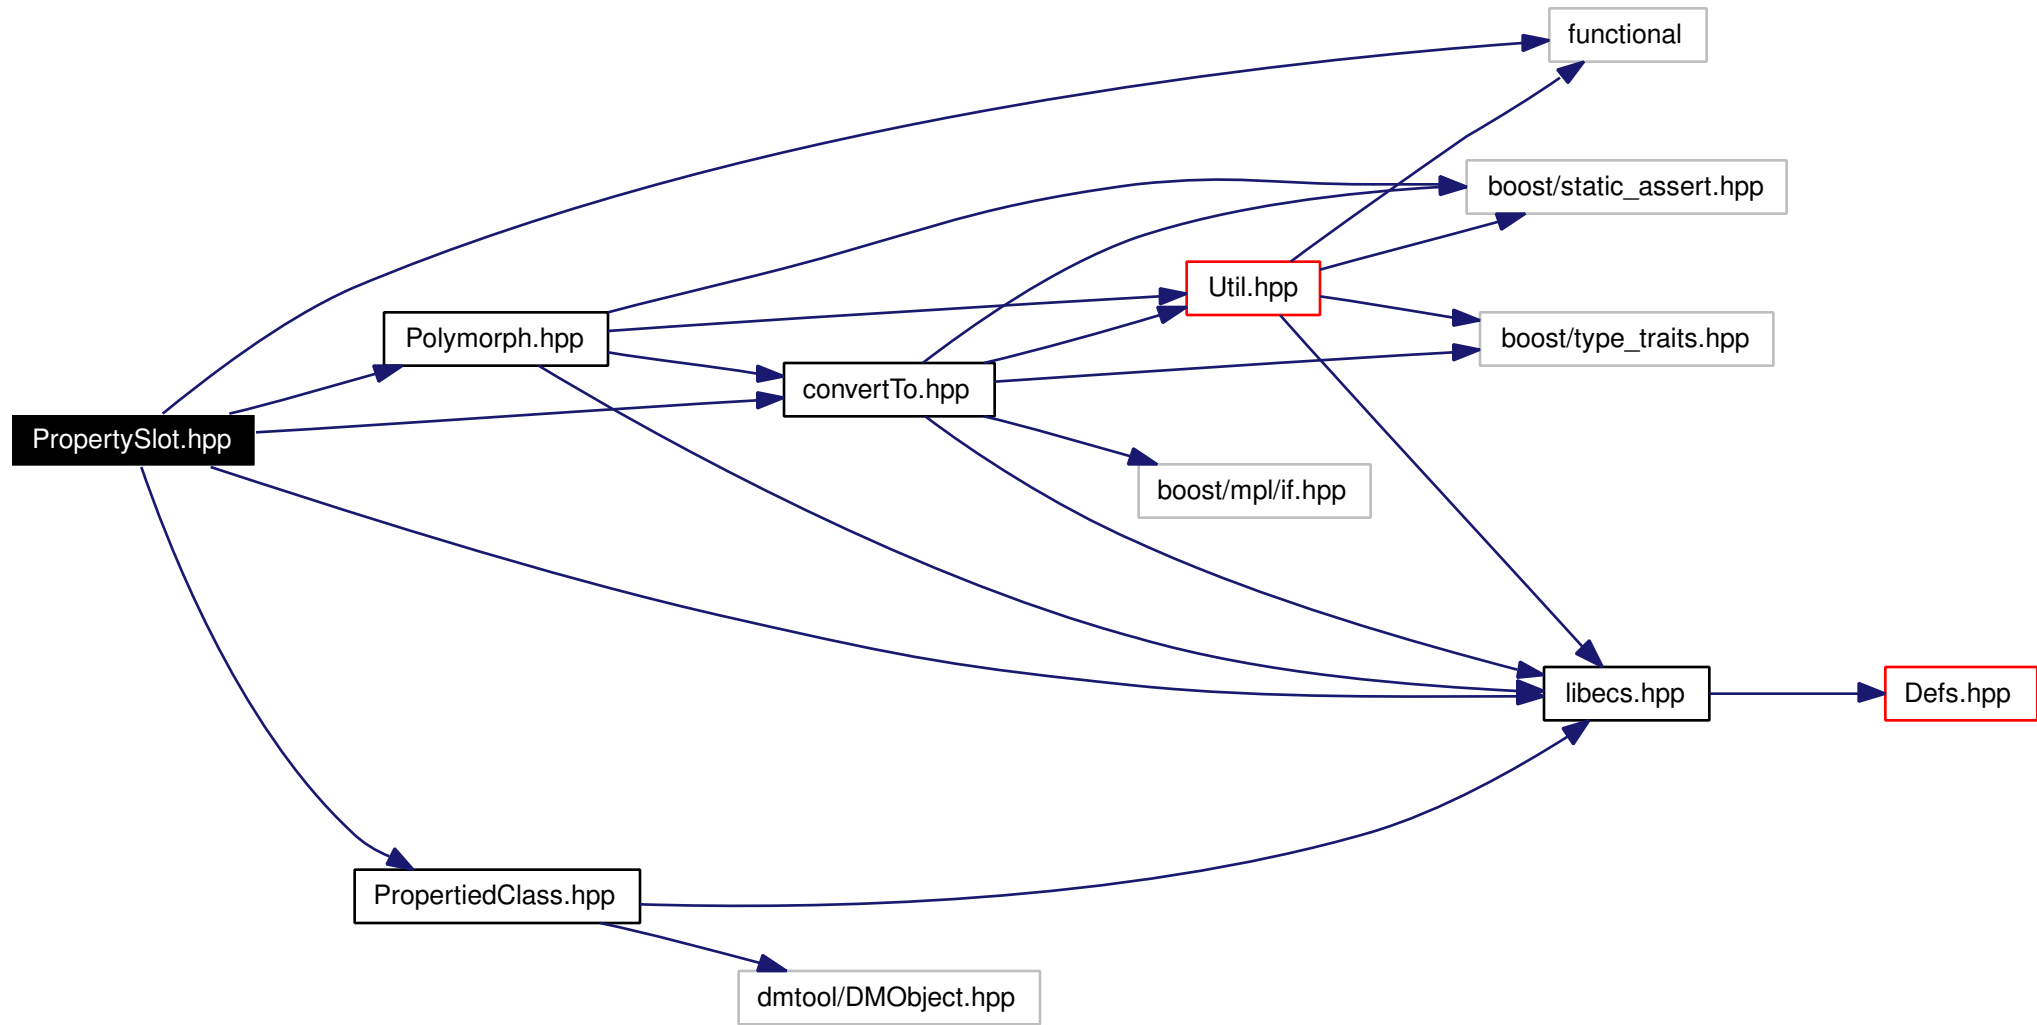 functional
boost/static_assert.hpp
Util.hpp
Polymorph.hpp
boost/type_traits.hpp
convertTo.hpp
PropertySlot.hpp
boost/mpl/if.hpp
libecs.hpp
Defs.hpp
PropertiedClass.hpp
dmtool/DMObject.hpp